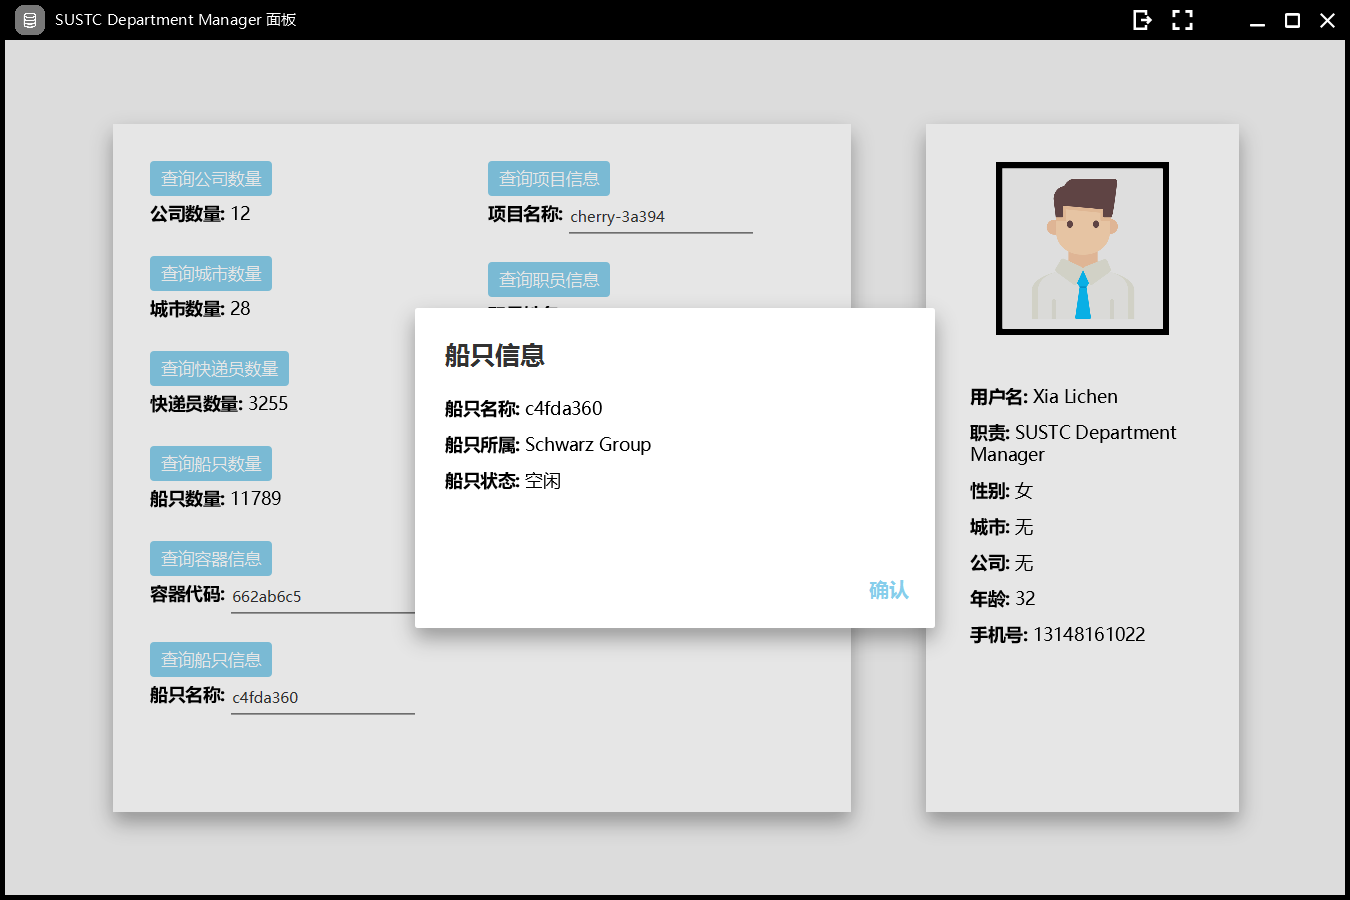 SUSTC Department Manager 面板
查询公司数量
公司数量: 12
查询城市数量
城市数量: 28
查询快递员数量
快递员数量: 3255
查询船只数量
船只数量: 11789
查询容器信息
容器代码: 662ab6c5
查询船只信息
船只名称: c4fda360
查询项目信息
项目名称: cherry-3a394
查询职员信息
船只信息
船只名称: c4fda360
船只所属: Schwarz Group
船只状态: 空闲
确认
用户名: Xia Lichen
职责: SUSTC Department
Manager
性别: 女
城市: 无
公司: 无
年龄: 32
手机号: 13148161022